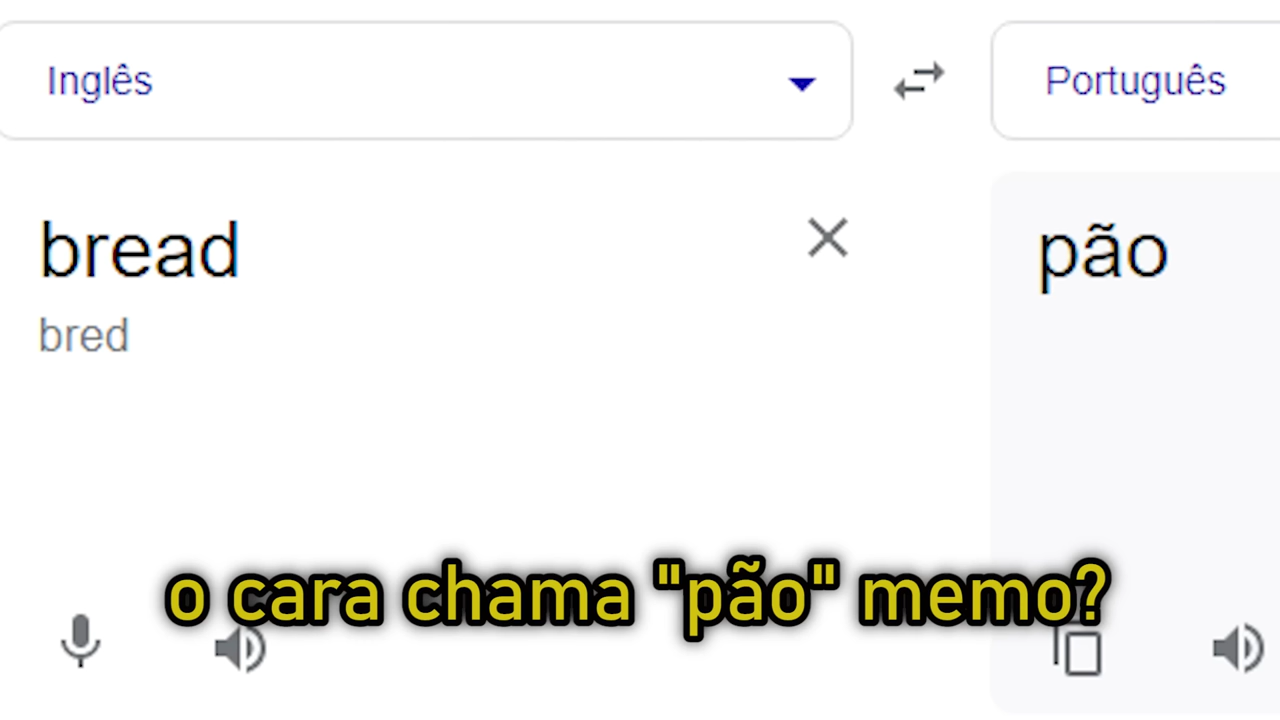 Inglês
Português
bread
pão
bred
o cara chama "pão" memo?